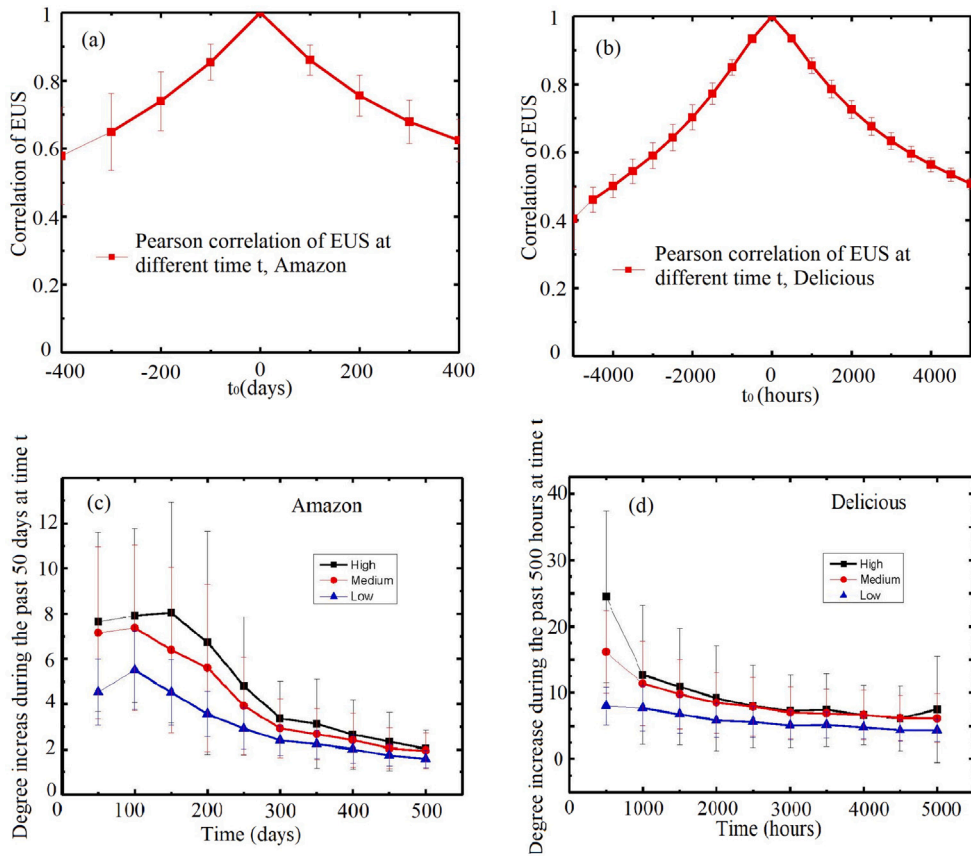 (a)
Correlation of EUS
1
0.8
0.6
0.4
0.2
0
Pearson correlation of EUS at
different time t, Amazon
-400 -200 0 200 400
t0(days)
(b)
Correlation of EUS
1
0.8
0.6
0.4
0.2
0
Pearson correlation of EUS at
different time t, Delicious
-4000 -2000 0 2000 4000
t0 (hours)
(c)
Amazon
Degree increas during the past 50 days at time t
12
10
8
6
4
2
0
High
Medium
Low
0 100 200 300 400 500
Time (days)
(d)
Delicious
Degree increase during the past 500 hours at time t
40
30
20
10
0
High
Medium
Low
0 1000 2000 3000 4000 5000
Time (hours)